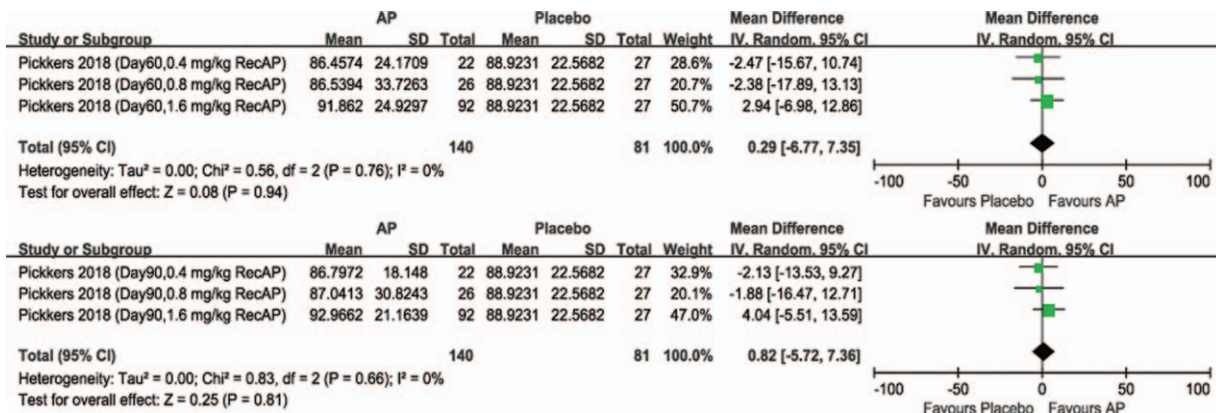 AP Placebo Mean Difference Mean Difference
Study or Subgroup Mean SD Total Mean SD Total Weight IV. Random. 95% CI IV. Random. 95% CI
Pickkers 2018 (Day60,0.4 mg/kg RecAP) 86.4574 24.1709 22 88.9231 22.5682 27 28.6% -2.47 [-15.67, 10.74]
Pickkers 2018 (Day60,0.8 mg/kg RecAP) 86.5394 33.7263 26 88.9231 22.5682 27 20.7% -2.38 [-17.89, 13.13]
Pickkers 2018 (Day60,1.6 mg/kg RecAP) 91.862 24.9297 92 88.9231 22.5682 27 50.7% 2.94 [-6.98, 12.86]
Total (95% CI) 140 81 100.0% 0.29 [-6.77, 7.35]
Heterogeneity: Tau² = 0.00; Chi² = 0.56, df = 2 (P = 0.76); I² = 0%
Test for overall effect: Z = 0.08 (P = 0.94)
-100 -50 0 50 100
Favours Placebo Favours AP
AP Placebo Mean Difference Mean Difference
Study or Subgroup Mean SD Total Mean SD Total Weight IV. Random. 95% CI IV. Random. 95% CI
Pickkers 2018 (Day90,0.4 mg/kg RecAP) 86.7972 18.148 22 88.9231 22.5682 27 32.9% -2.13 [-13.53, 9.27]
Pickkers 2018 (Day90,0.8 mg/kg RecAP) 87.0413 30.8243 26 88.9231 22.5682 27 20.1% -1.88 [-16.47, 12.71]
Pickkers 2018 (Day90,1.6 mg/kg RecAP) 92.9662 21.1639 92 88.9231 22.5682 27 47.0% 4.04 [-5.51, 13.59]
Total (95% CI) 140 81 100.0% 0.82 [-5.72, 7.36]
Heterogeneity: Tau² = 0.00; Chi² = 0.83, df = 2 (P = 0.66); I² = 0%
Test for overall effect: Z = 0.25 (P = 0.81)
-100 -50 0 50 100
Favours Placebo Favours AP